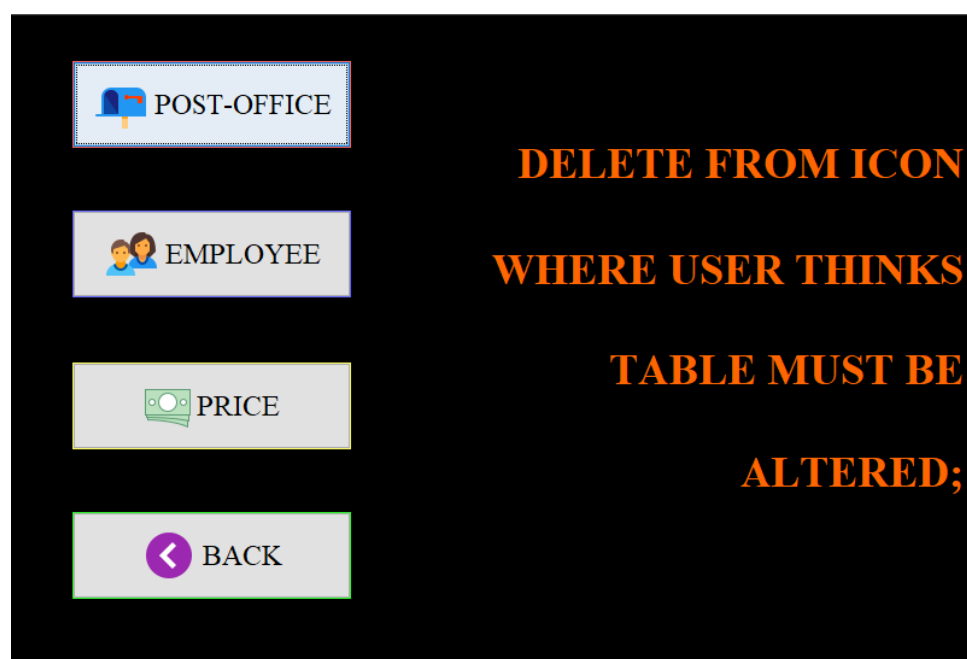 POST-OFFICE
EMPLOYEE
PRICE
BACK
DELETE FROM ICON
WHERE USER THINKS
TABLE MUST BE
ALTERED;